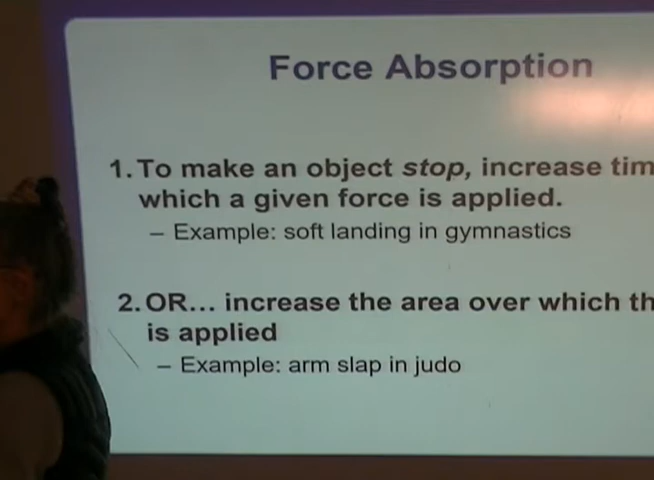 Force Absorption
1. To make an object stop, increase tim
which a given force is applied.
– Example: soft landing in gymnastics
2. OR... increase the area over which th
is applied
– Example: arm slap in judo